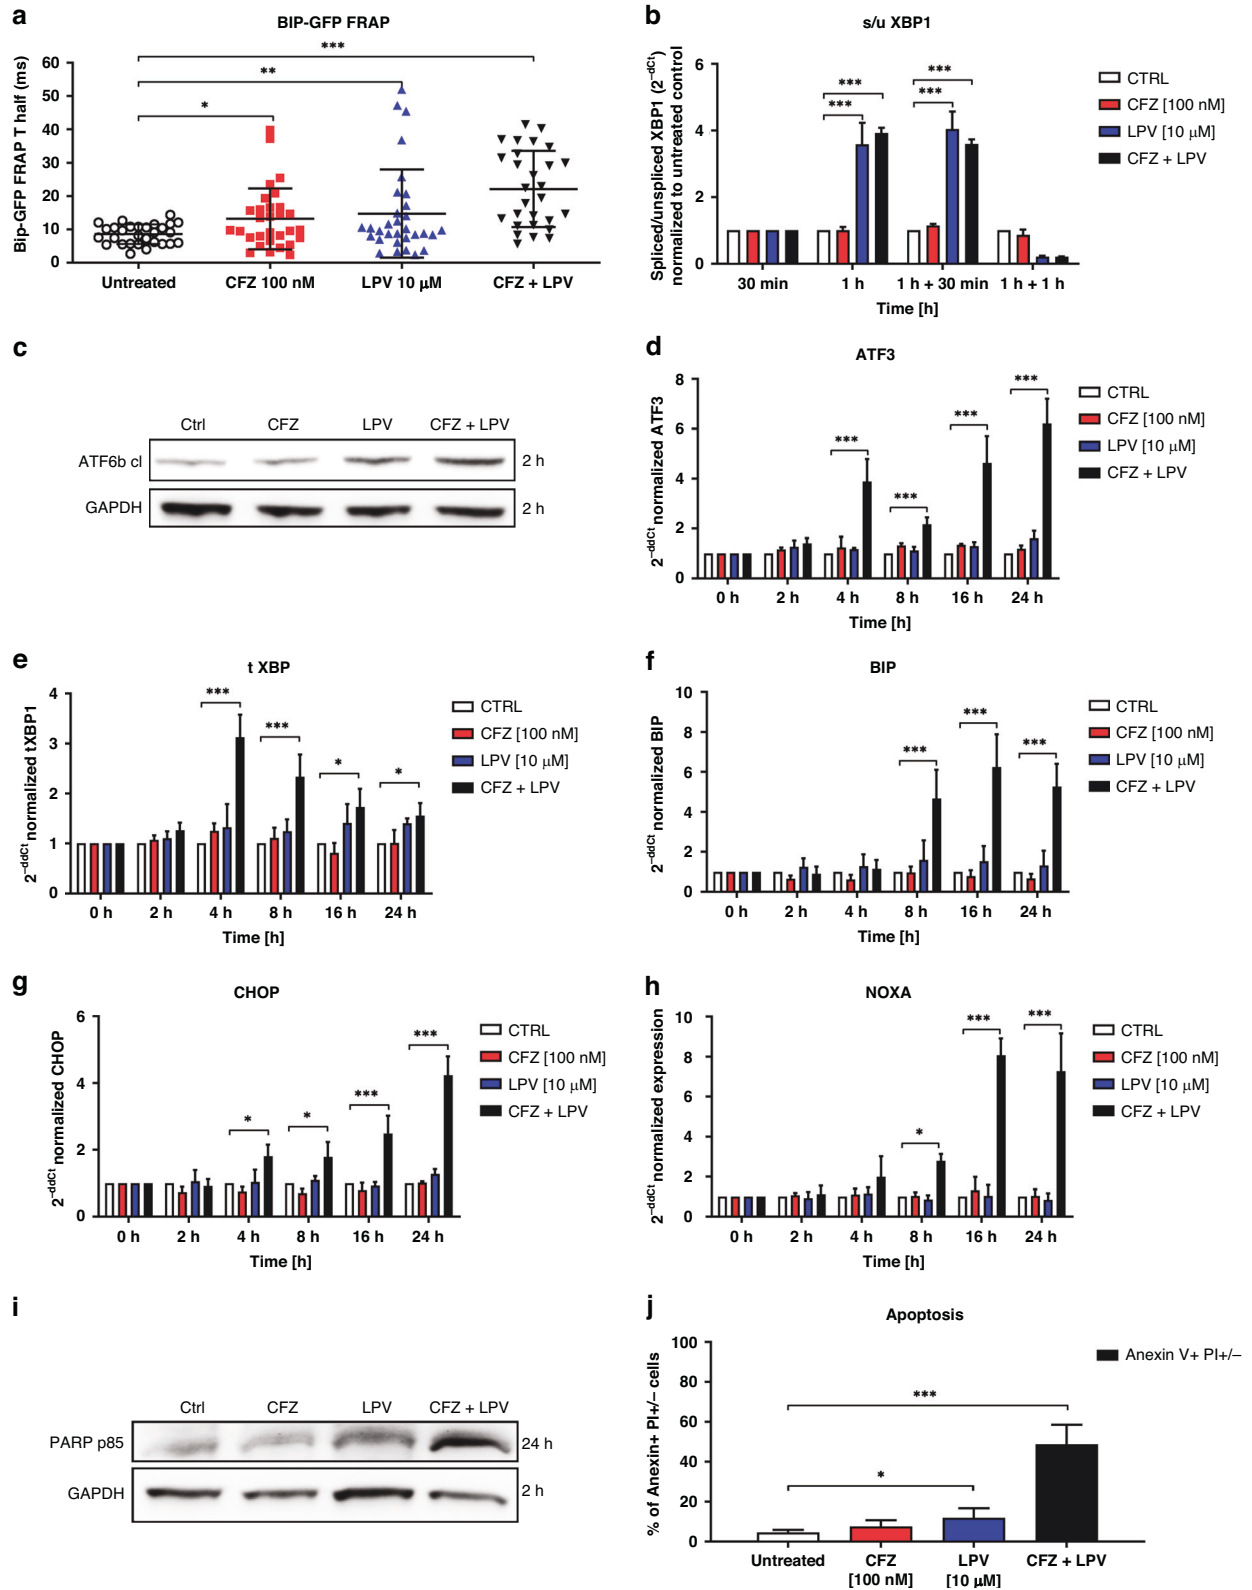 a
BIP-GFP FRAP
Bip-GFP FRAP T half (ms)
60
50
40
30
20
10
0
***
**
*
Untreated
CFZ 100 nM
LPV 10 µM
CFZ + LPV
b
s/u XBP1
Spliced/unspliced XBP1 (2⁻ᵈᶜᵗ)
normalized to untreated control
6
4
2
0
***
***
***
***
30 min
1 h
1 h + 30 min
1 h + 1 h
Time [h]
CTRL
CFZ [100 nM]
LPV [10 µM]
CFZ + LPV
c
Ctrl
CFZ
LPV
CFZ + LPV
ATF6b cl
2 h
GAPDH
2 h
d
ATF3
2⁻ᵈᵈᶜᵗ normalized ATF3
8
6
4
2
0
***
***
***
***
0 h
2 h
4 h
8 h
16 h
24 h
Time [h]
CTRL
CFZ [100 nM]
LPV [10 µM]
CFZ + LPV
e
t XBP
2⁻ᵈᵈᶜᵗ normalized tXBP1
4
3
2
1
0
***
***
*
*
0 h
2 h
4 h
8 h
16 h
24 h
Time [h]
CTRL
CFZ [100 nM]
LPV [10 µM]
CFZ + LPV
f
BIP
2⁻ᵈᵈᶜᵗ normalized BIP
10
8
6
4
2
0
***
***
***
0 h
2 h
4 h
8 h
16 h
24 h
Time [h]
CTRL
CFZ [100 nM]
LPV [10 µM]
CFZ + LPV
g
CHOP
2⁻ᵈᵈᶜᵗ normalized CHOP
6
4
2
0
*
*
***
***
0 h
2 h
4 h
8 h
16 h
24 h
Time [h]
CTRL
CFZ [100 nM]
LPV [10 µM]
CFZ + LPV
h
NOXA
2⁻ᵈᵈᶜᵗ normalized expression
10
8
6
4
2
0
*
***
***
0 h
2 h
4 h
8 h
16 h
24 h
Time [h]
CTRL
CFZ [100 nM]
LPV [10 µM]
CFZ + LPV
i
Ctrl
CFZ
LPV
CFZ + LPV
PARP p85
24 h
GAPDH
2 h
j
Apoptosis
% of Anexin+ PI+/– cells
100
80
60
40
20
0
***
*
Untreated
CFZ
[100 nM]
LPV
[10 µM]
CFZ + LPV
Anexin V+ PI+/–